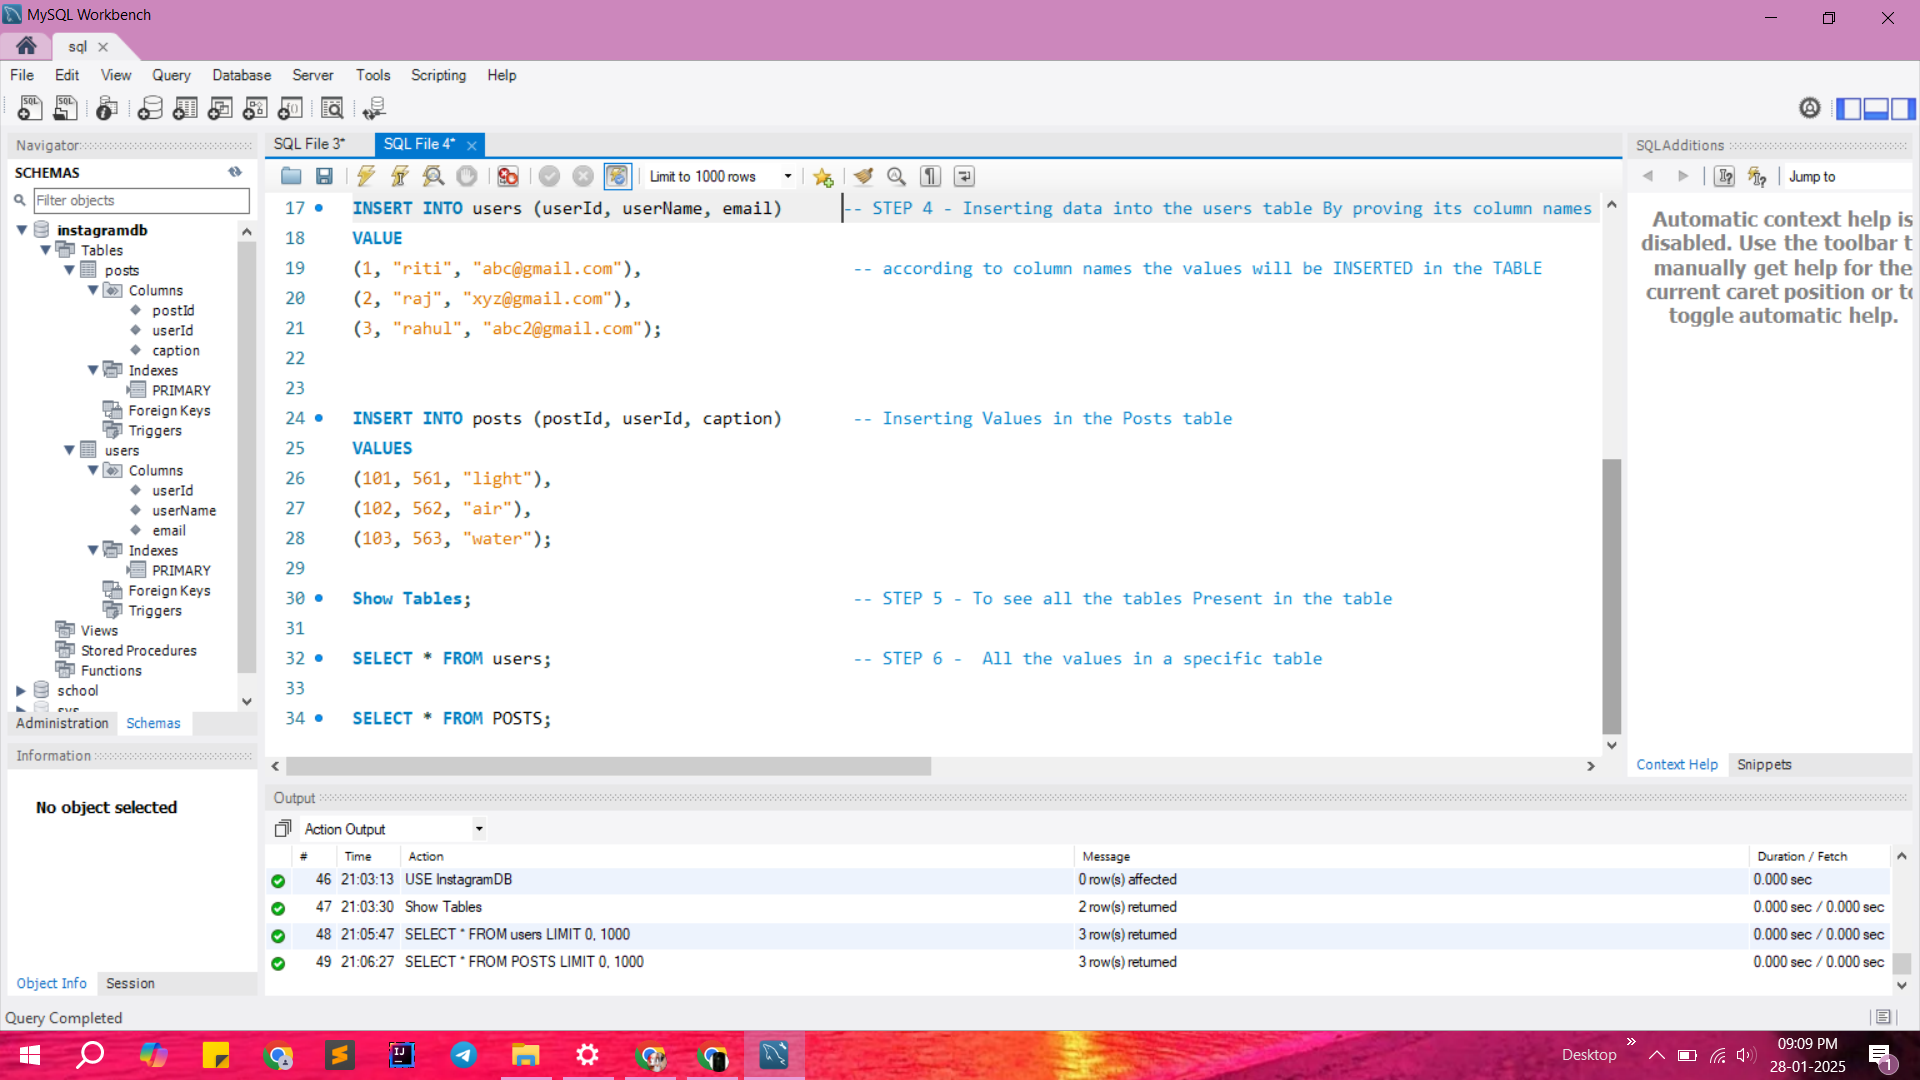 MySQL Workbench
sql
File Edit View Query Database Server Tools Scripting Help
Navigator
SCHEMAS
Filter objects
instagramdb
Tables
posts
Columns
postId
userId
caption
Indexes
PRIMARY
Foreign Keys
Triggers
users
Columns
userId
userName
email
Indexes
PRIMARY
Foreign Keys
Triggers
Views
Stored Procedures
Functions
school
sys
Administration Schemas
Information
No object selected
Object Info Session
SQL File 3* SQL File 4*
Limit to 1000 rows
17 INSERT INTO users (userId, userName, email) -- STEP 4 - Inserting data into the users table By proving its column names
18 VALUE
19 (1, "riti", "abc@gmail.com"), -- according to column names the values will be INSERTED in the TABLE
20 (2, "raj", "xyz@gmail.com"),
21 (3, "rahul", "abc2@gmail.com");
22
23
24 INSERT INTO posts (postId, userId, caption) -- Inserting Values in the Posts table
25 VALUES
26 (101, 561, "light"),
27 (102, 562, "air"),
28 (103, 563, "water");
29
30 Show Tables; -- STEP 5 - To see all the tables Present in the table
31
32 SELECT * FROM users; -- STEP 6 - All the values in a specific table
33
34 SELECT * FROM POSTS;
SQLAdditions
Jump to
Automatic context help is
disabled. Use the toolbar t
manually get help for the
current caret position or to
toggle automatic help.
Context Help Snippets
Output
Action Output
# Time Action Message Duration / Fetch
46 21:03:13 USE InstagramDB 0 row(s) affected 0.000 sec
47 21:03:30 Show Tables 2 row(s) returned 0.000 sec / 0.000 sec
48 21:05:47 SELECT * FROM users LIMIT 0, 1000 3 row(s) returned 0.000 sec / 0.000 sec
49 21:06:27 SELECT * FROM POSTS LIMIT 0, 1000 3 row(s) returned 0.000 sec / 0.000 sec
Query Completed
Desktop
09:09 PM
28-01-2025
1